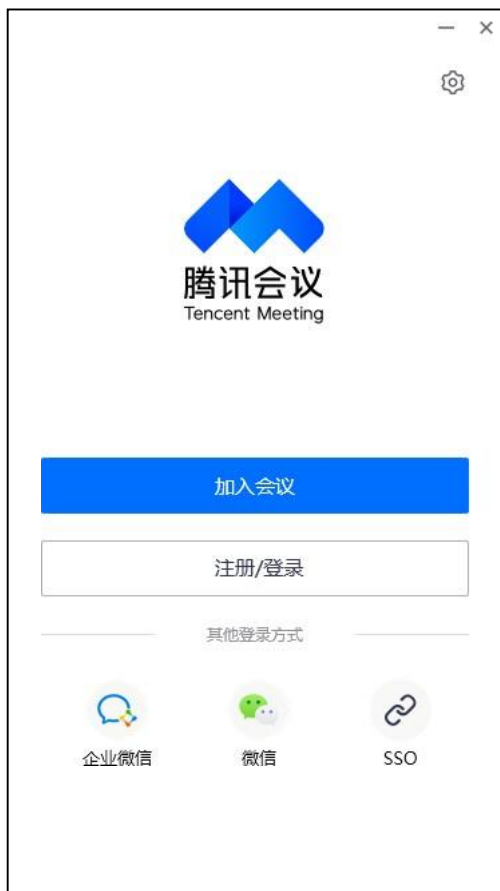 腾讯会议
Tencent Meeting
加入会议
注册/登录
其他登录方式
企业微信
微信
SSO